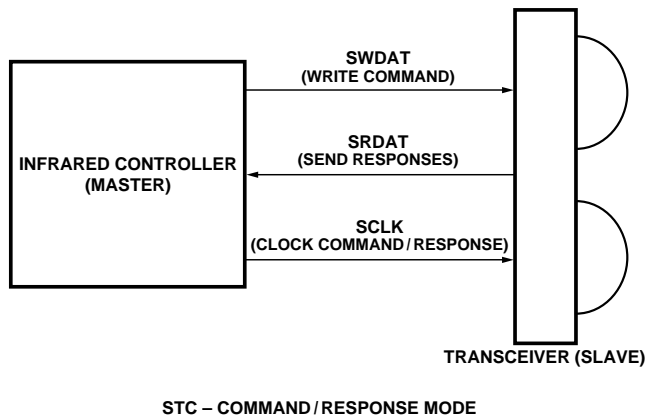 SWDAT
(WRITE COMMAND)
SRDAT
(SEND RESPONSES)
INFRARED CONTROLLER
(MASTER)
SCLK
(CLOCK COMMAND/RESPONSE)
TRANSCEIVER (SLAVE)
STC – COMMAND/RESPONSE MODE